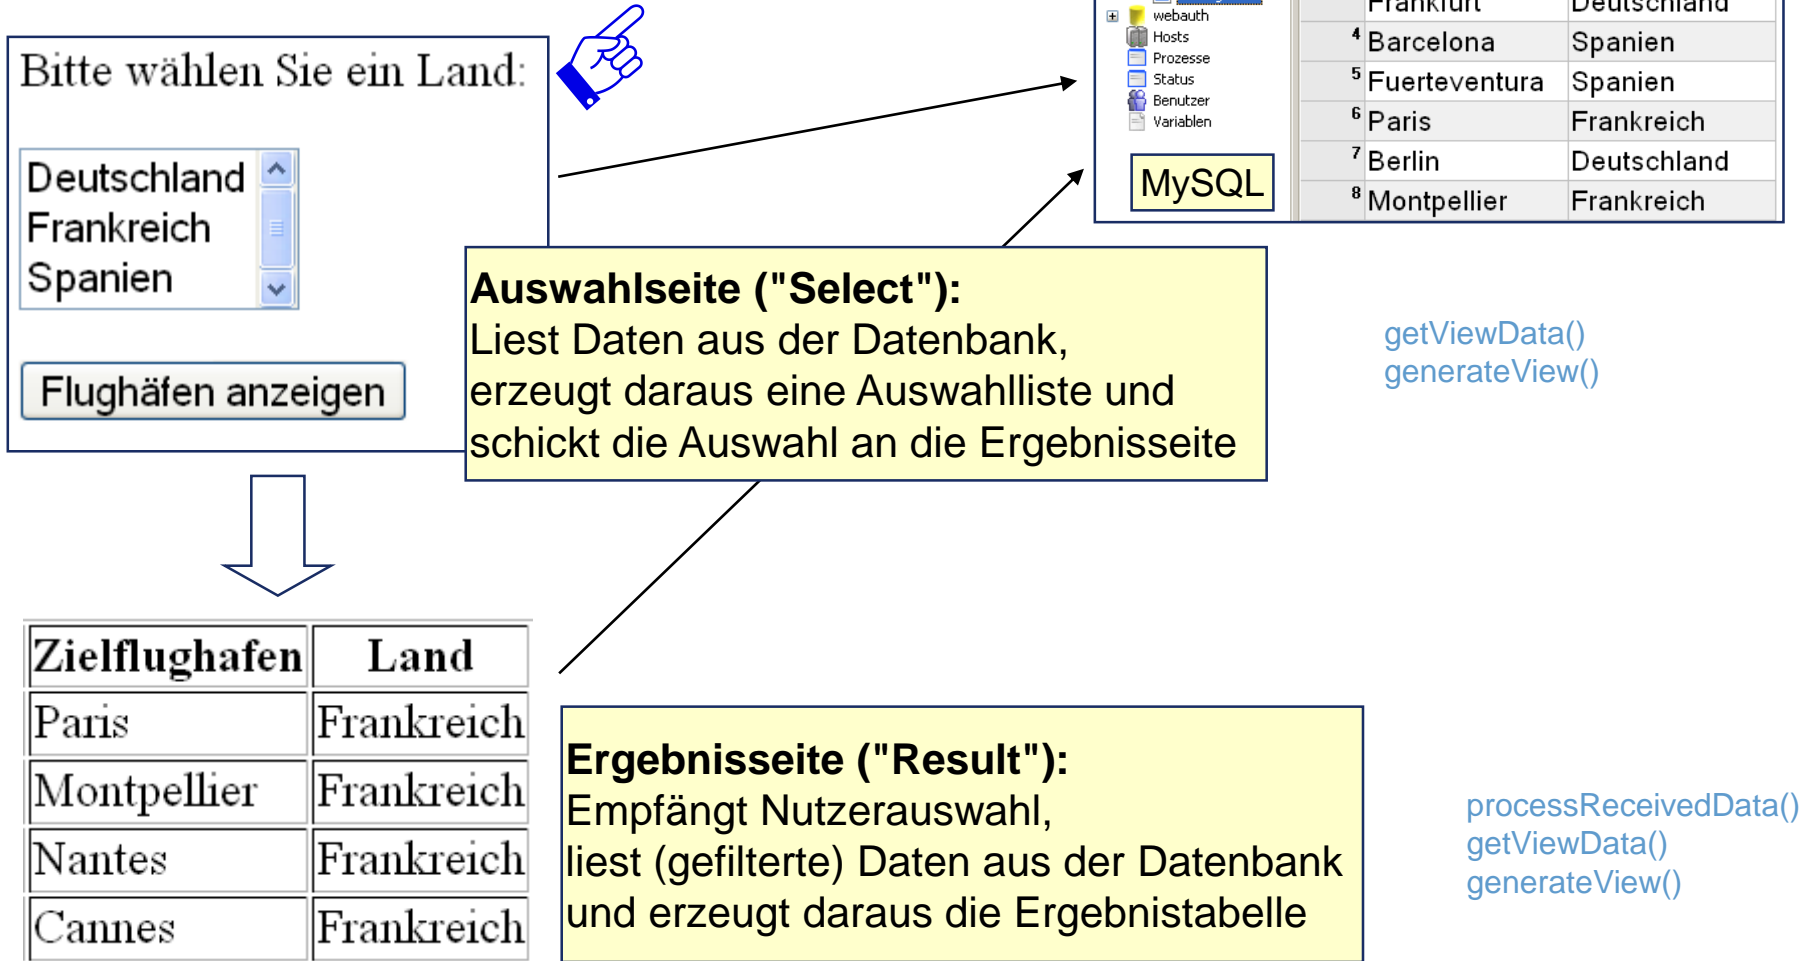 Bitte wählen Sie ein Land:
Deutschland
Frankreich
Spanien
Flughäfen anzeigen
webauth
Hosts
Prozesse
Status
Benutzer
Variablen
MySQL
Frankfurt Deutschland
4 Barcelona Spanien
5 Fuerteventura Spanien
6 Paris Frankreich
7 Berlin Deutschland
8 Montpellier Frankreich
Auswahlseite ("Select"):
Liest Daten aus der Datenbank,
erzeugt daraus eine Auswahlliste und
schickt die Auswahl an die Ergebnisseite
getViewData()
generateView()
Zielflughafen Land
Paris Frankreich
Montpellier Frankreich
Nantes Frankreich
Cannes Frankreich
Ergebnisseite ("Result"):
Empfängt Nutzerauswahl,
liest (gefilterte) Daten aus der Datenbank
und erzeugt daraus die Ergebnistabelle
processReceivedData()
getViewData()
generateView()